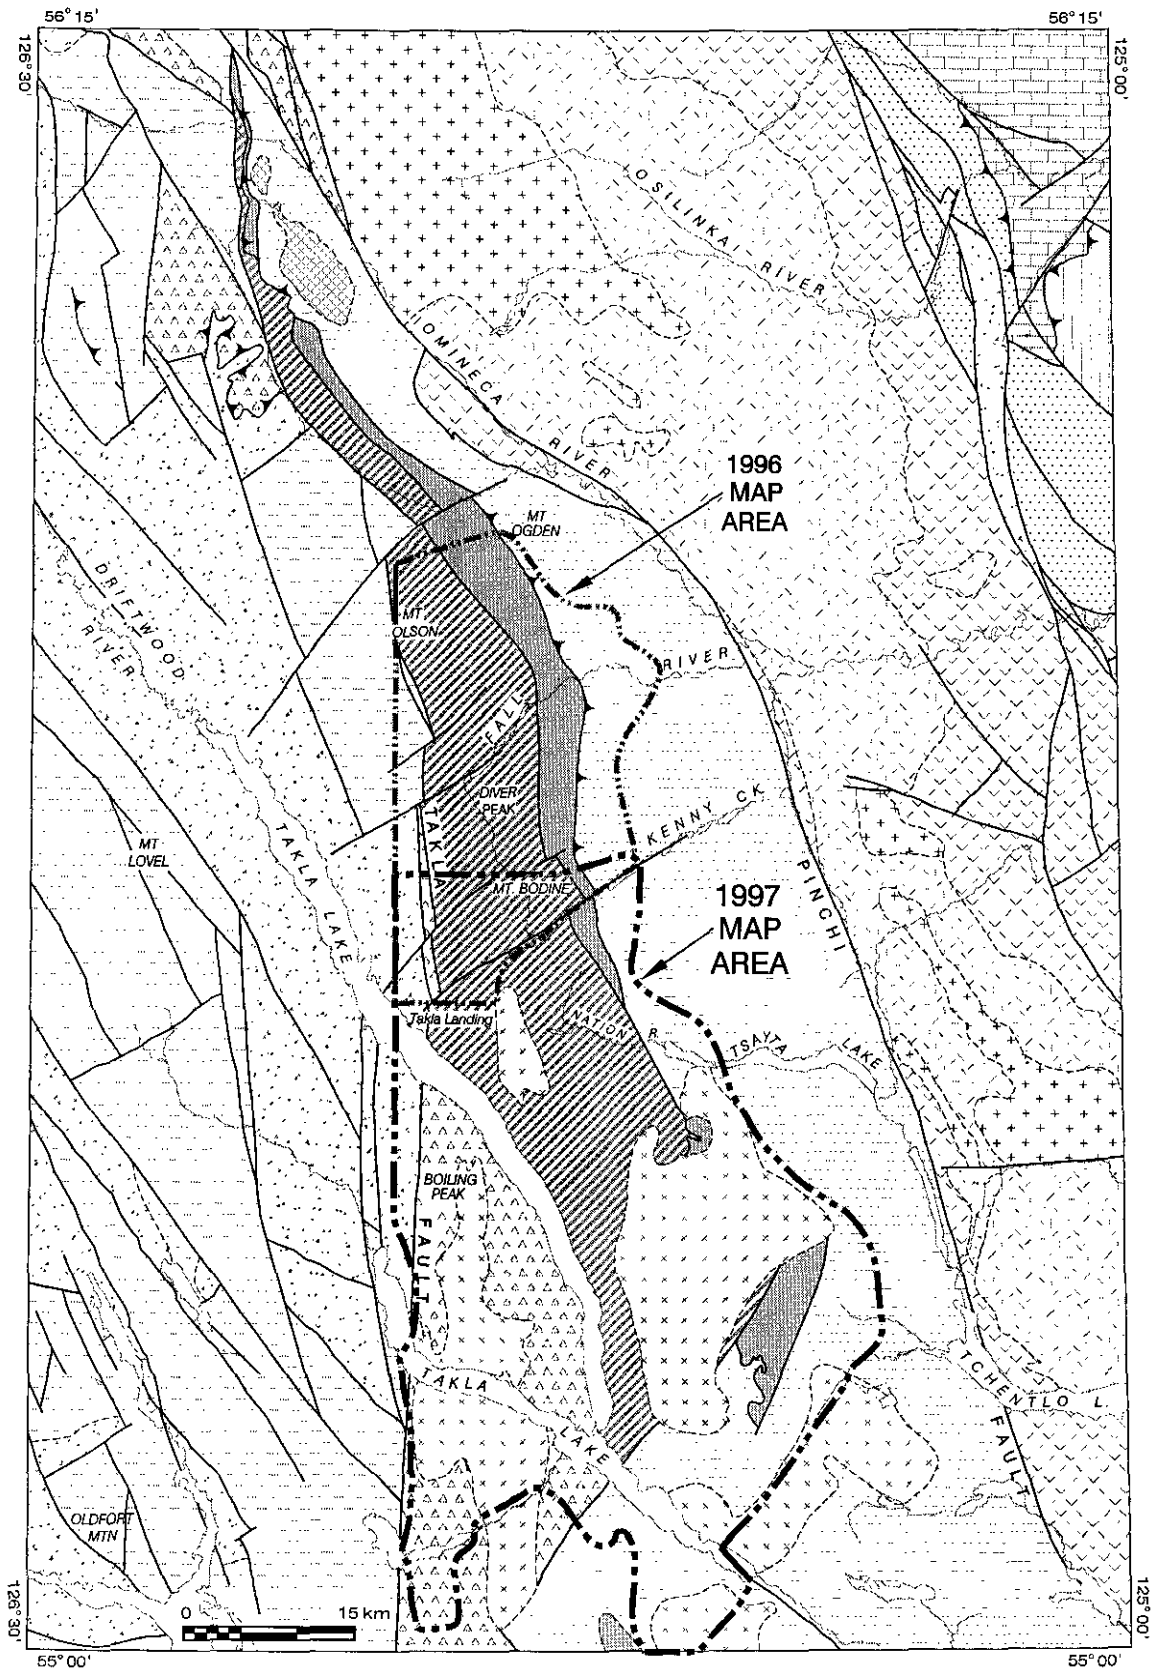 56° 15'
56° 15'
126° 30'
125° 00'
OSILINKA RIVER
OMINECA RIVER
1996
MAP
AREA
MT
OGDEN
DRIFTWOOD
RIVER
MT
OLSON
FALL RIVER
DIVER
PEAK
TAKLA
KENNY CK
MT
LOVEL
TAKLA LAKE
MT. BODINE
PINCHI
1997
MAP
AREA
Takla Landing
NATION R
TSAYTA LAKE
BOILING
PEAK
FAULT
TAKLA LAKE
TCHENTLO L.
FAULT
OLDFORT
MTN
0 15 km
126° 30'
125° 00'
55° 00'
55° 00'